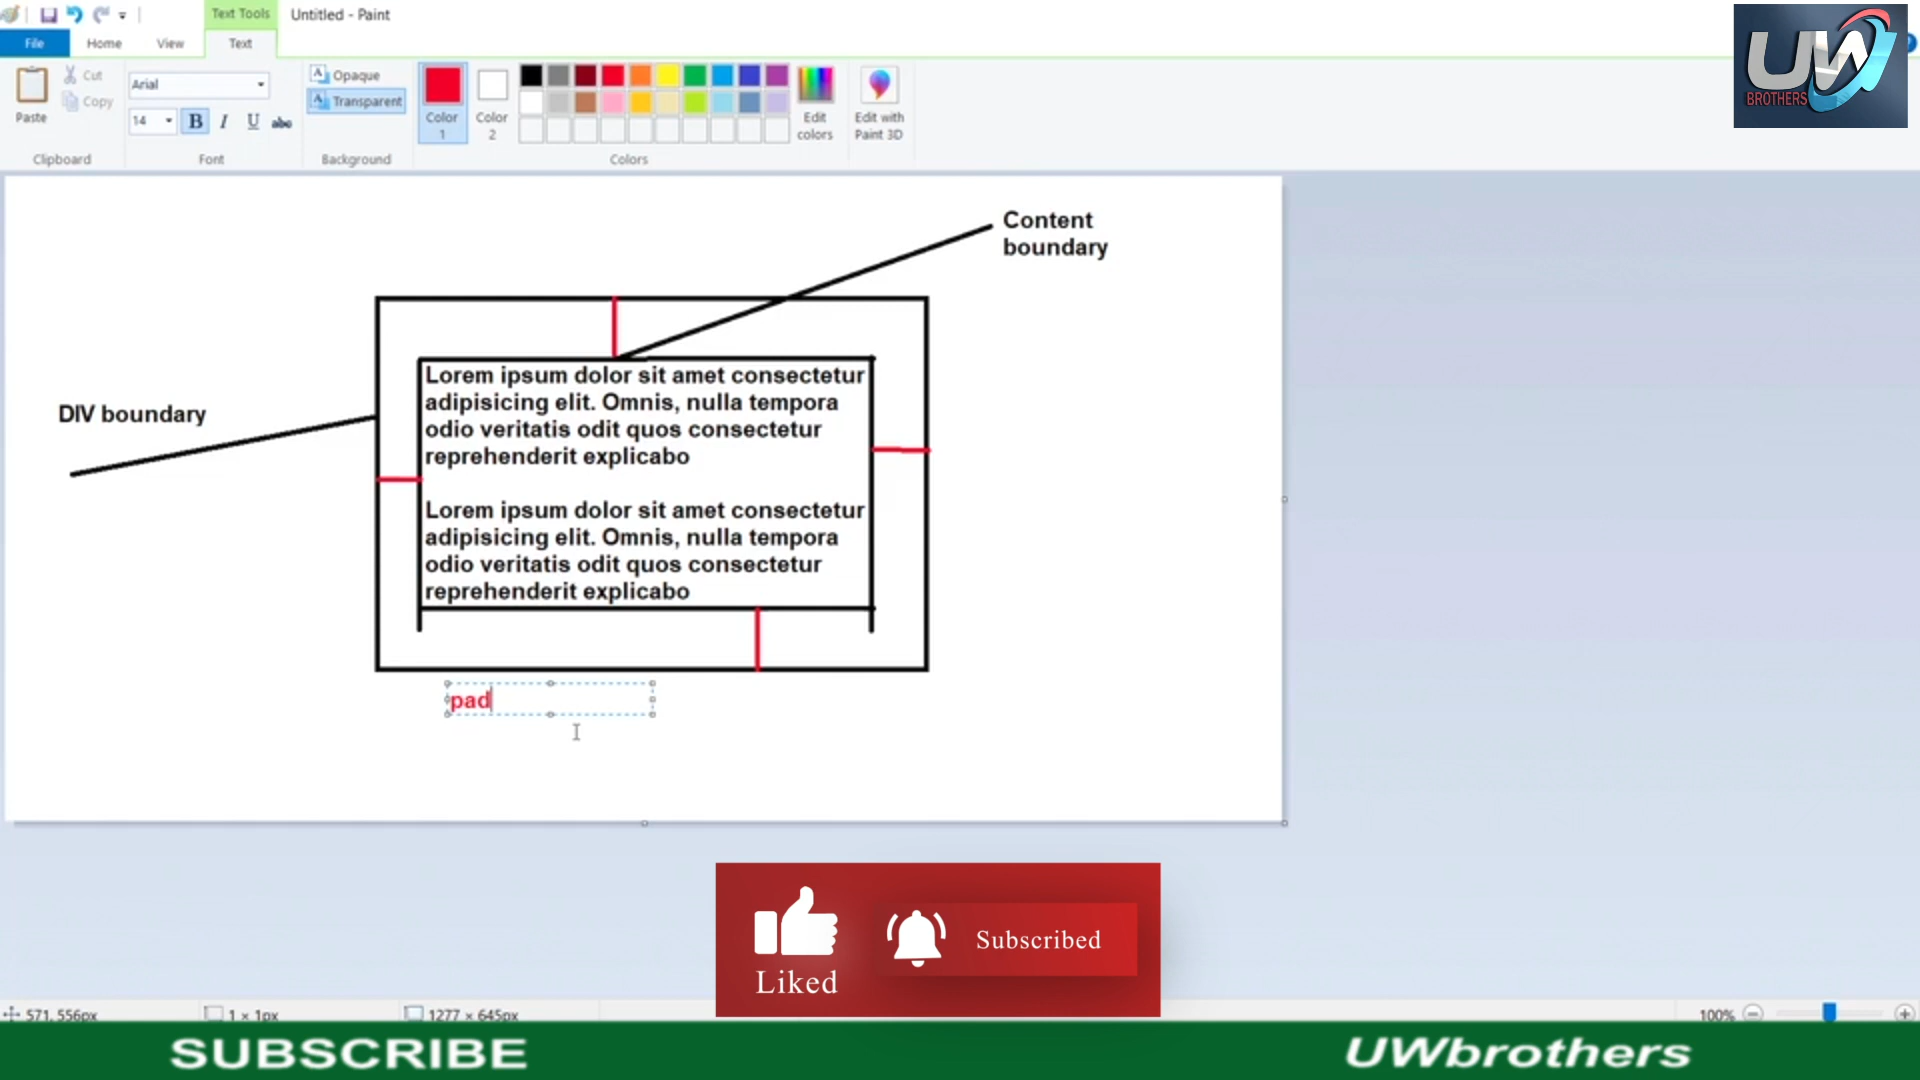 Text Tools
Untitled - Paint
File
Home
View
Text
Paste
Cut
Copy
Clipboard
Arial
14
B
I
U
abc
Font
Opaque
Transparent
Background
Color
1
Color
2
Edit
colors
Edit with
Paint 3D
Colors
UW
BROTHERS
Content
boundary
DIV boundary
Lorem ipsum dolor sit amet consectetur
adipisicing elit. Omnis, nulla tempora
odio veritatis odit quos consectetur
reprehenderit explicabo
Lorem ipsum dolor sit amet consectetur
adipisicing elit. Omnis, nulla tempora
odio veritatis odit quos consectetur
reprehenderit explicabo
pad
Liked
Subscribed
571, 556px
1 × 1px
1277 × 645px
100%
SUBSCRIBE
UWbrothers